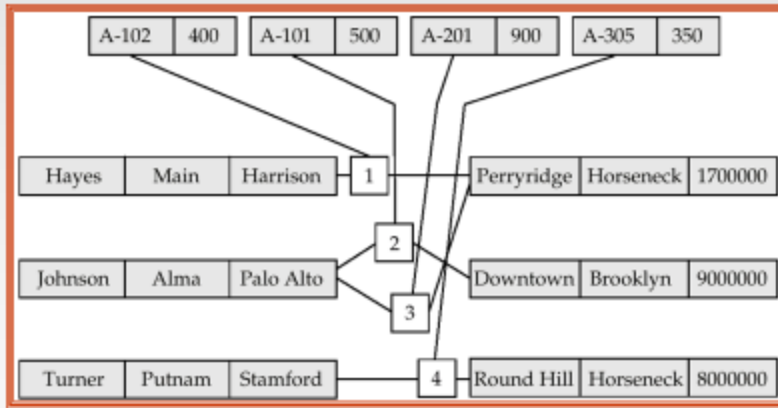 A-102 400 A-101 500 A-201 900 A-305 350
Hayes Main Harrison 1 Perryridge Horseneck 1700000
2
Johnson Alma Palo Alto Downtown Brooklyn 9000000
3
Turner Putnam Stamford 4 Round Hill Horseneck 8000000